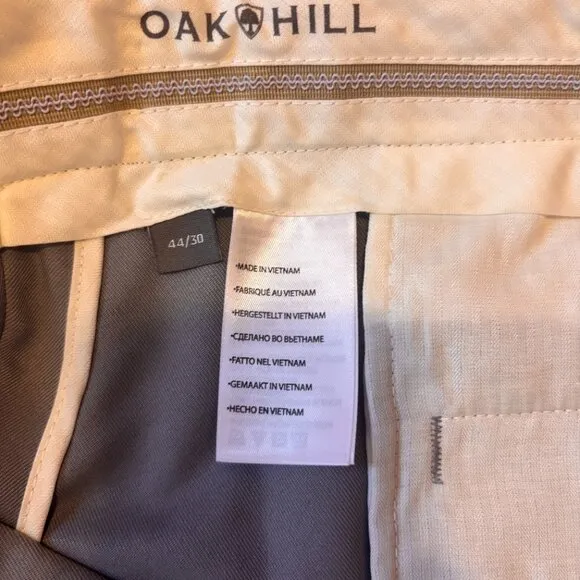 OAK HILL
44/30
•MADE IN VIETNAM
•FABRIQUÉ AU VIETNAM
•HERGESTELLT IN VIETNAM
•СДЕЛАНО ВО ВЬЕТНАМЕ
•FATTO NEL VIETNAM
•GEMAAKT IN VIETNAM
•HECHO EN VIETNAM